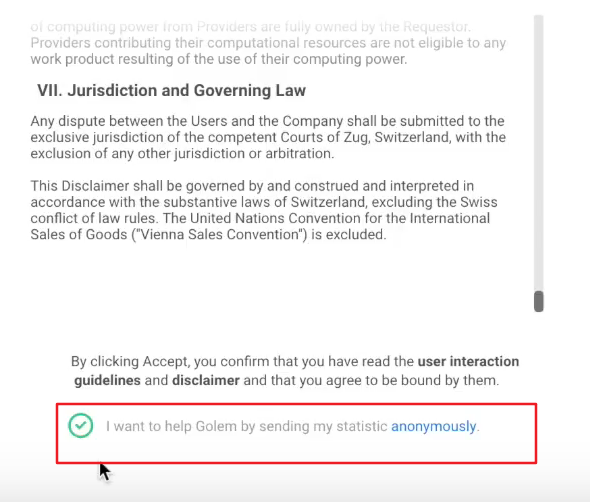 of computing power from Providers are fully owned by the Requestor.
Providers contributing their computational resources are not eligible to any
work product resulting of the use of their computing power.
VII. Jurisdiction and Governing Law
Any dispute between the Users and the Company shall be submitted to the
exclusive jurisdiction of the competent Courts of Zug, Switzerland, with the
exclusion of any other jurisdiction or arbitration.
This Disclaimer shall be governed by and construed and interpreted in
accordance with the substantive laws of Switzerland, excluding the Swiss
conflict of law rules. The United Nations Convention for the International
Sales of Goods ("Vienna Sales Convention") is excluded.
By clicking Accept, you confirm that you have read the user interaction
guidelines and disclaimer and that you agree to be bound by them.
I want to help Golem by sending my statistic anonymously.